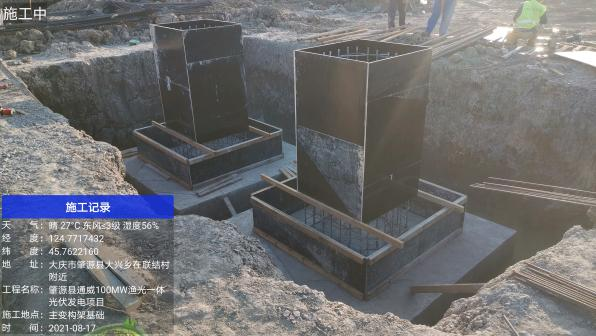 施工中
施工记录
天　　气：晴 27°C 东风≤3级 湿度56%
经　　度：124.7717432
纬　　度：45.7622160
地　　址：大庆市肇源县大兴乡在联结村
附近
工程名称：肇源县通威100MW渔光一体
光伏发电项目
施工地点：主变构架基础
时　　间：2021-08-17